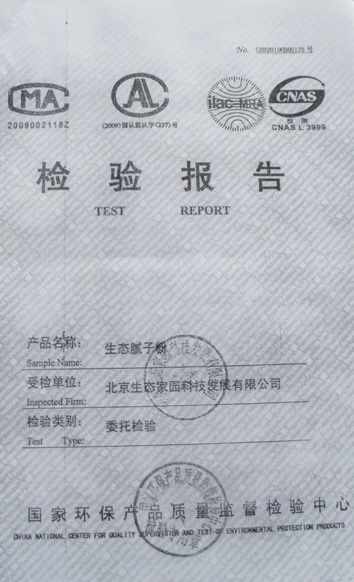 No.
MA
2009002118Z
AL
(2009)国认监认字(237)号
ilac-MRA
CNAS
检测
CNAS L 3999
检验报告
TEST REPORT
产品名称: 生态腻子粉
Sample Name:
受检单位: 北京生态家园科技发展有限公司
Inspected Firm:
检验类别: 委托检验
Test Type:
国家环保产品质量监督检验中心
CHINA NATIONAL CENTER FOR QUALITY SUPERVISION AND TEST OF ENVIRONMENTAL PROTECTION PRODUCTS